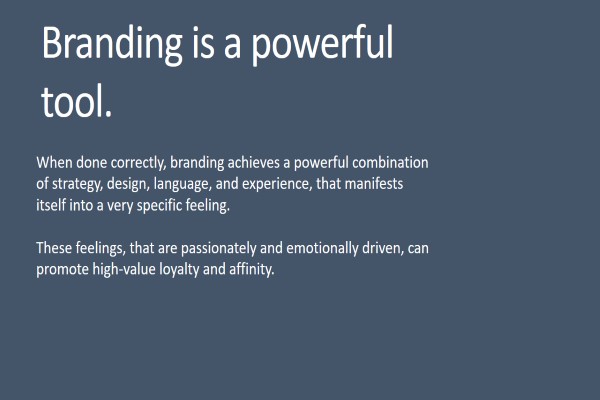 Branding is a powerful
tool.
When done correctly, branding achieves a powerful combination
of strategy, design, language, and experience, that manifests
itself into a very specific feeling.
These feelings, that are passionately and emotionally driven, can
promote high-value loyalty and affinity.